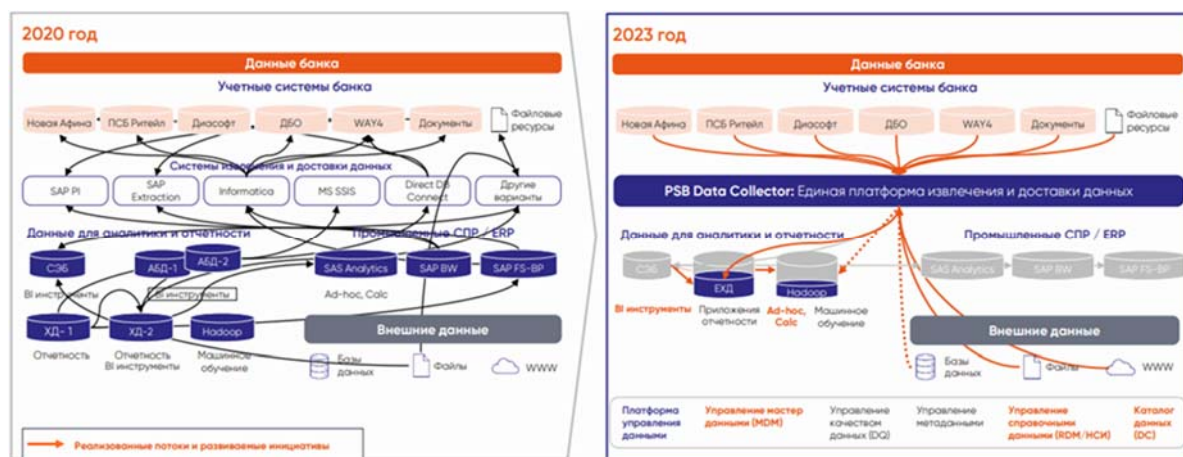 2020 год
Данные банка
Учетные системы банка
Новая Афина
ПСБ Ритейл
Диасофт
ДБО
WAY4
Документы
Файловые
ресурсы
Системы извлечения и доставки данных
SAP PI
SAP
Extraction
Informatica
MS SSIS
Direct DB
Connect
Другие
варианты
Данные для аналитики и отчетности
Промышленные СПР / ERP
СЭБ
АБД-1
АБД-2
SAS Analytics
SAP BW
SAP FS-BP
BI инструменты
BI инструменты
Ad-hoc, Calc
ХД- 1
ХД-2
Hadoop
Внешние данные
Отчетность
Отчетность
BI инструменты
Машинное
обучение
Базы
данных
Файлы
WWW
Реализованные потоки и развиваемые инициативы
2023 год
Данные банка
Учетные системы банка
Новая Афина
ПСБ Ритейл
Диасофт
ДБО
WAY4
Документы
Файловые
ресурсы
PSB Data Collector: Единая платформа извлечения и доставки данных
Данные для аналитики и отчетности
Промышленные СПР / ERP
СЭБ
ЕХД
Hadoop
SAS Analytics
SAP BW
SAP FS-BP
BI инструменты
Приложения
отчетности
Ad-hoc,
Calc
Машинное
обучение
Внешние данные
Базы
данных
Файлы
WWW
Платформа
управления
данными
Управление мастер
данными (MDM)
Управление
качеством
данных (DQ)
Управление
метаданными
Управление
справочными
данными (RDM/НСИ)
Каталог
данных
(DC)